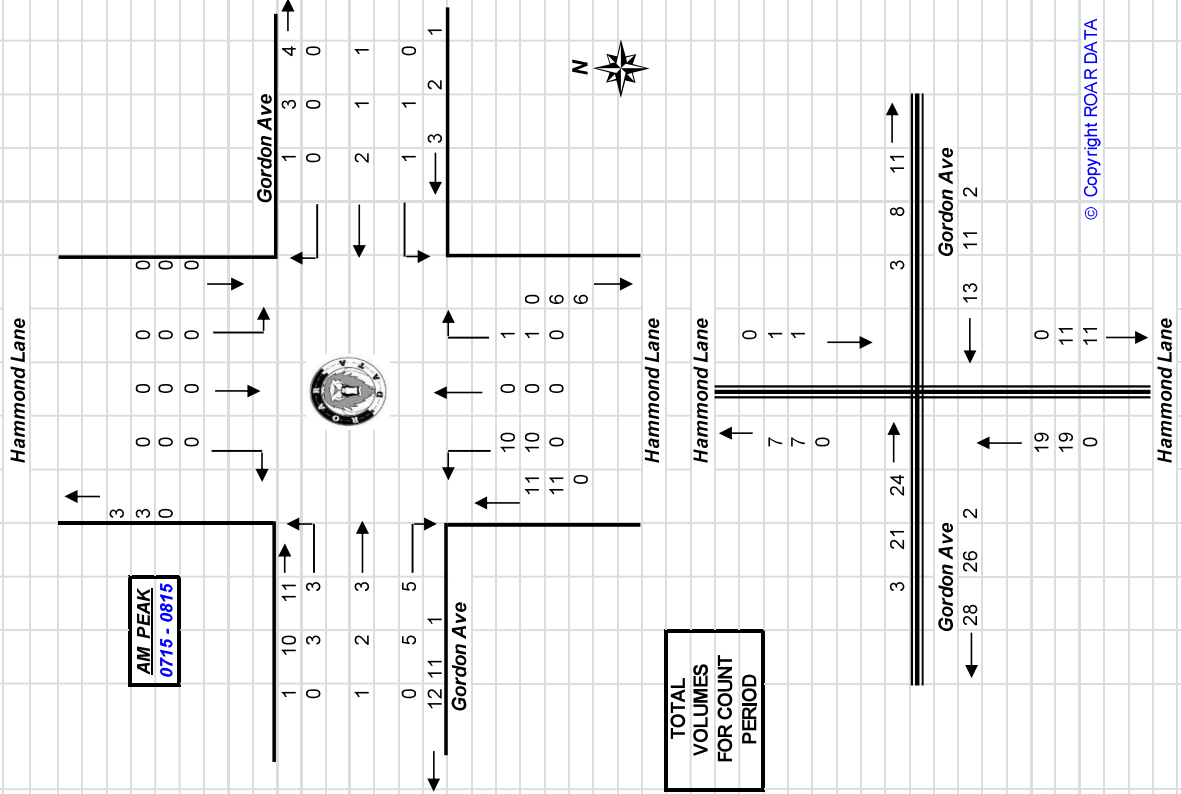 Hammond Lane
3
AM PEAK 3 0 0 0 0
0715 - 0815 0 0 0 0 0
0 0 0 0
Gordon Ave
1 10 11 1 3 4
0 3 3 0 0 0
ROAR DATA
1 2 3 2 1 1
0 5 5 1 1 0
12 11 1 3 2 1
Gordon Ave
10 0 1
11 10 0 1 0
11 0 0 0 6
0 6 N
Hammond Lane
TOTAL
VOLUMES Hammond Lane
FOR COUNT
PERIOD 0
7 1
7 1
0
3 21 24 3 8 11
Gordon Ave Gordon Ave
28 26 2 13 11 2
19 0
19 11
0 11 © Copyright ROAR DATA
Hammond Lane